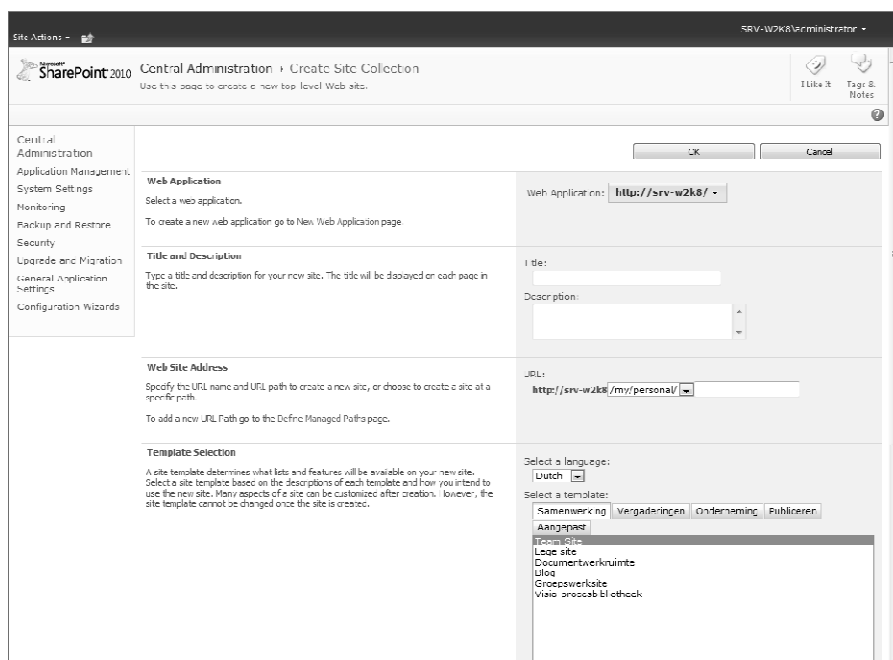 SRV-W2K8\administrator
Site Actions
Microsoft
SharePoint 2010
Central Administration › Create Site Collection
Use this page to create a new top-level Web site.
I Like It
Tags & Notes
Central Administration
Application Management
System Settings
Monitoring
Backup and Restore
Security
Upgrade and Migration
General Application Settings
Configuration Wizards
OK
Cancel
Web Application
Select a web application.
To create a new web application go to New Web Application page.
Web Application: http://srv-w2k8/
Title and Description
Type a title and description for your new site. The title will be displayed on each page in
the site.
Title:
Description:
Web Site Address
Specify the URL name and URL path to create a new site, or choose to create a site at a
specific path.
To add a new URL Path go to the Define Managed Paths page.
URL:
http://srv-w2k8 /my/personal/
Template Selection
A site template determines what lists and features will be available on your new site.
Select a site template based on the descriptions of each template and how you intend to
use the new site. Many aspects of a site can be customized after creation. However, the
site template cannot be changed once the site is created.
Select a language:
Dutch
Select a template:
Samenwerking Vergaderingen Onderneming Publiceren
Aangepast
Team Site
Lege site
Documentwerkruimte
Blog
Groepswerksite
Visio-procesbibliotheek